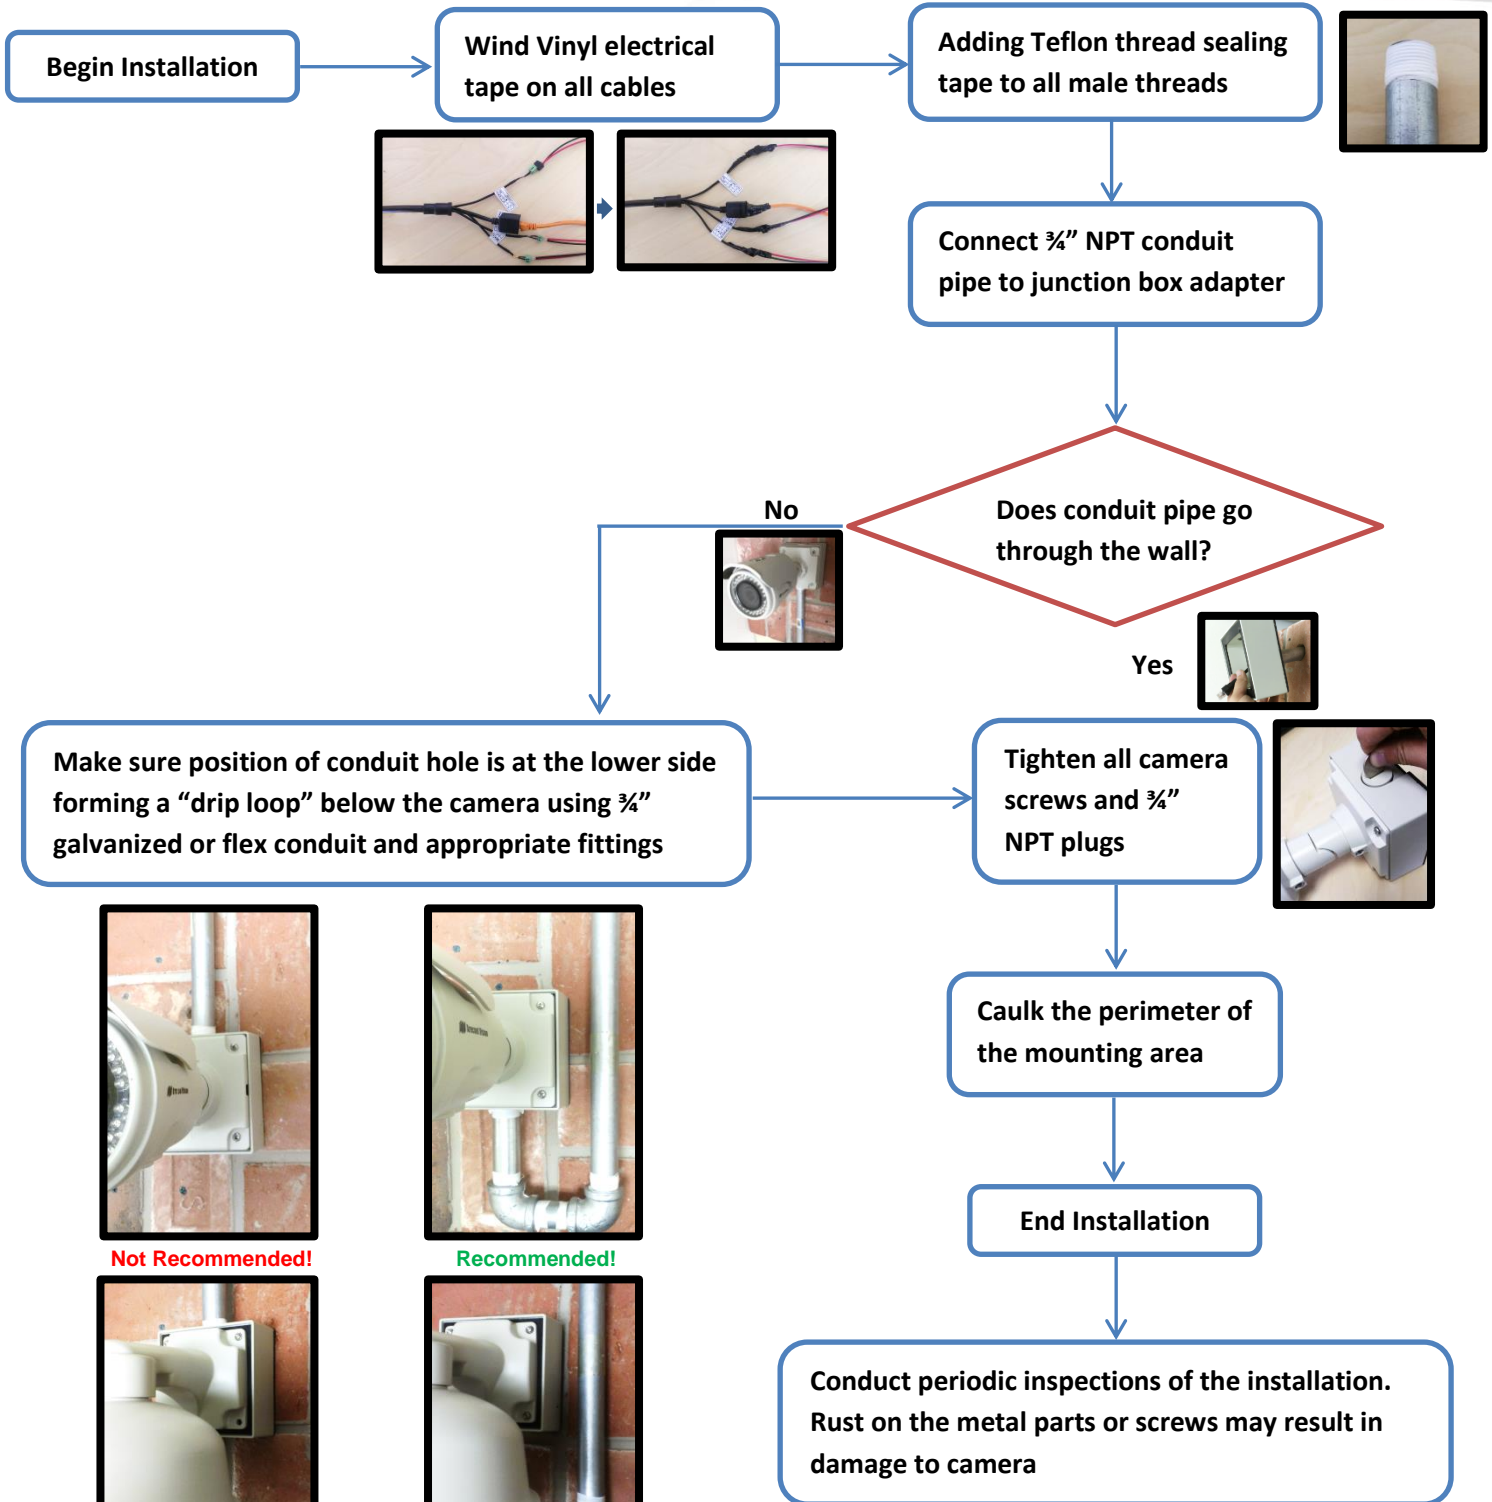 Begin Installation
Wind Vinyl electrical
tape on all cables
Adding Teflon thread sealing
tape to all male threads
Connect ¾” NPT conduit
pipe to junction box adapter
Does conduit pipe go
through the wall?
No
Yes
Make sure position of conduit hole is at the lower side
forming a “drip loop” below the camera using ¾”
galvanized or flex conduit and appropriate fittings
Tighten all camera
screws and ¾”
NPT plugs
Caulk the perimeter of
the mounting area
Not Recommended!
Recommended!
End Installation
Conduct periodic inspections of the installation.
Rust on the metal parts or screws may result in
damage to camera